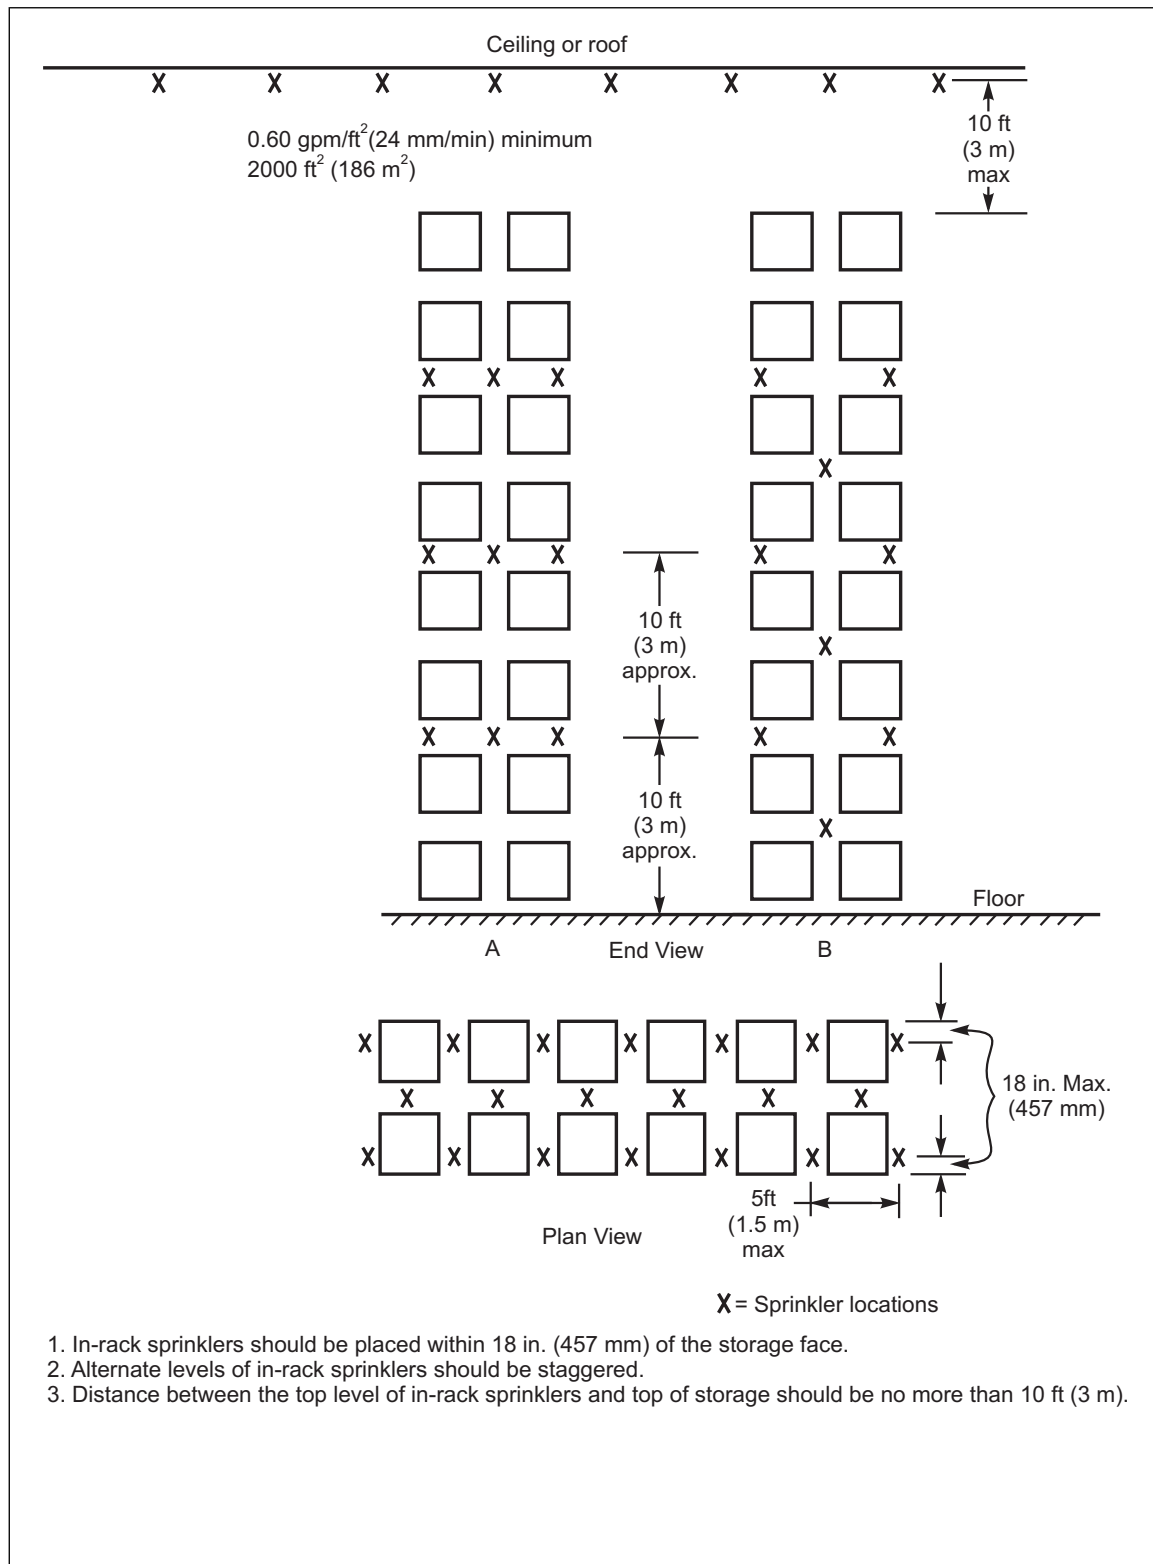 Ceiling or roof
X X X X X X X X
0.60 gpm/ft²(24 mm/min) minimum
2000 ft² (186 m²)
10 ft
(3 m)
max
X X X X X
X
X X X X X
10 ft
(3 m)
approx.
X
X X X X X
10 ft
(3 m)
approx.
X
Floor
A
End View
B
X X X X X X X
X X X X X X
X X X X X X X
18 in. Max.
(457 mm)
5ft
(1.5 m)
max
Plan View
X = Sprinkler locations
1. In-rack sprinklers should be placed within 18 in. (457 mm) of the storage face.
2. Alternate levels of in-rack sprinklers should be staggered.
3. Distance between the top level of in-rack sprinklers and top of storage should be no more than 10 ft (3 m).